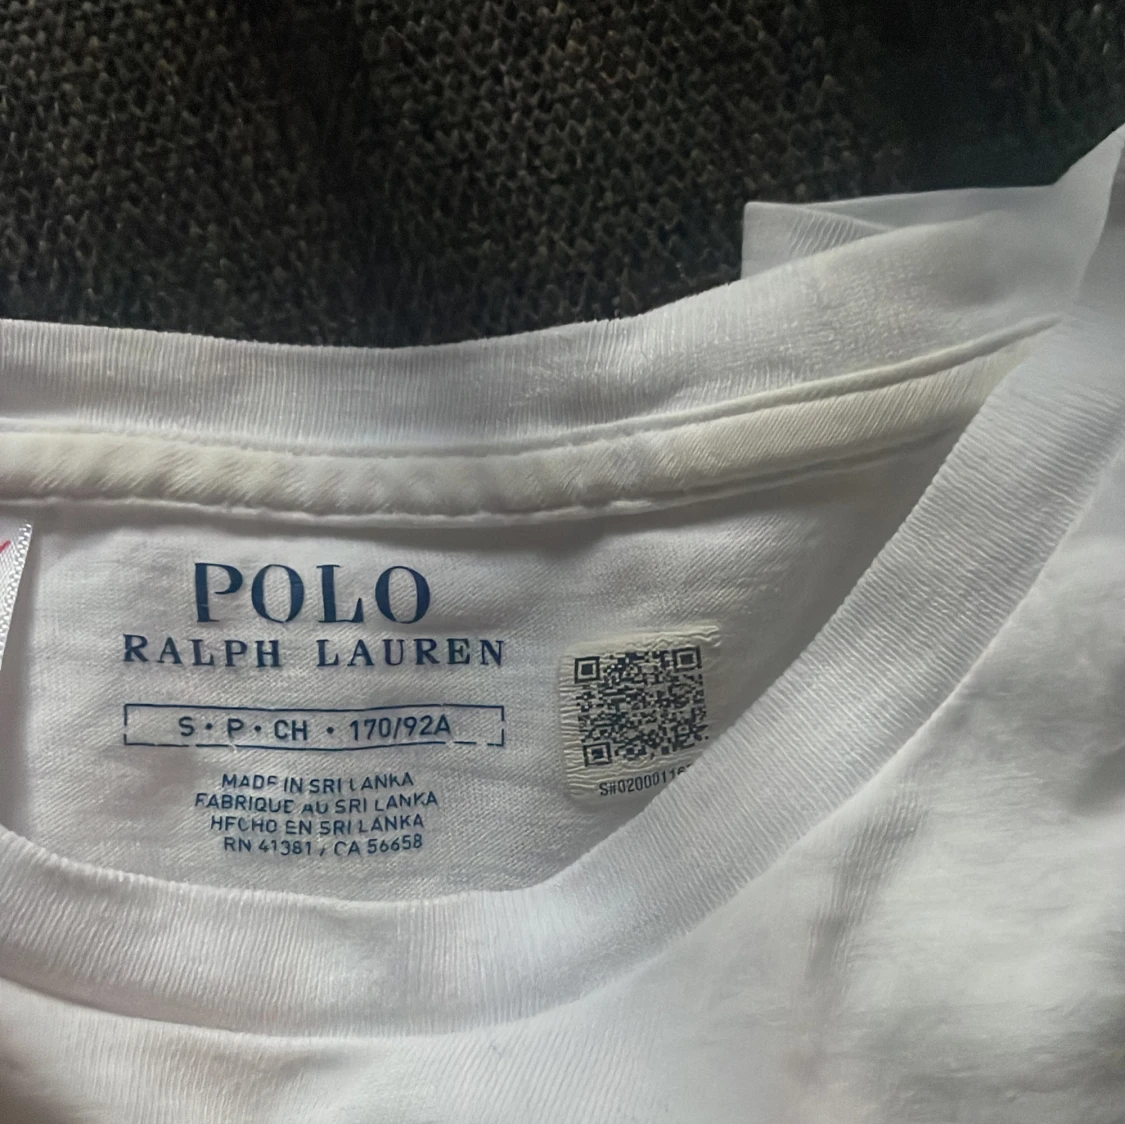 POLO
RALPH LAUREN
S • P • CH • 170/92A
MADE IN SRI LANKA
FABRIQUE AU SRI LANKA
HECHO EN SRI LANKA
RN 41381 / CA 56658
S#02000116